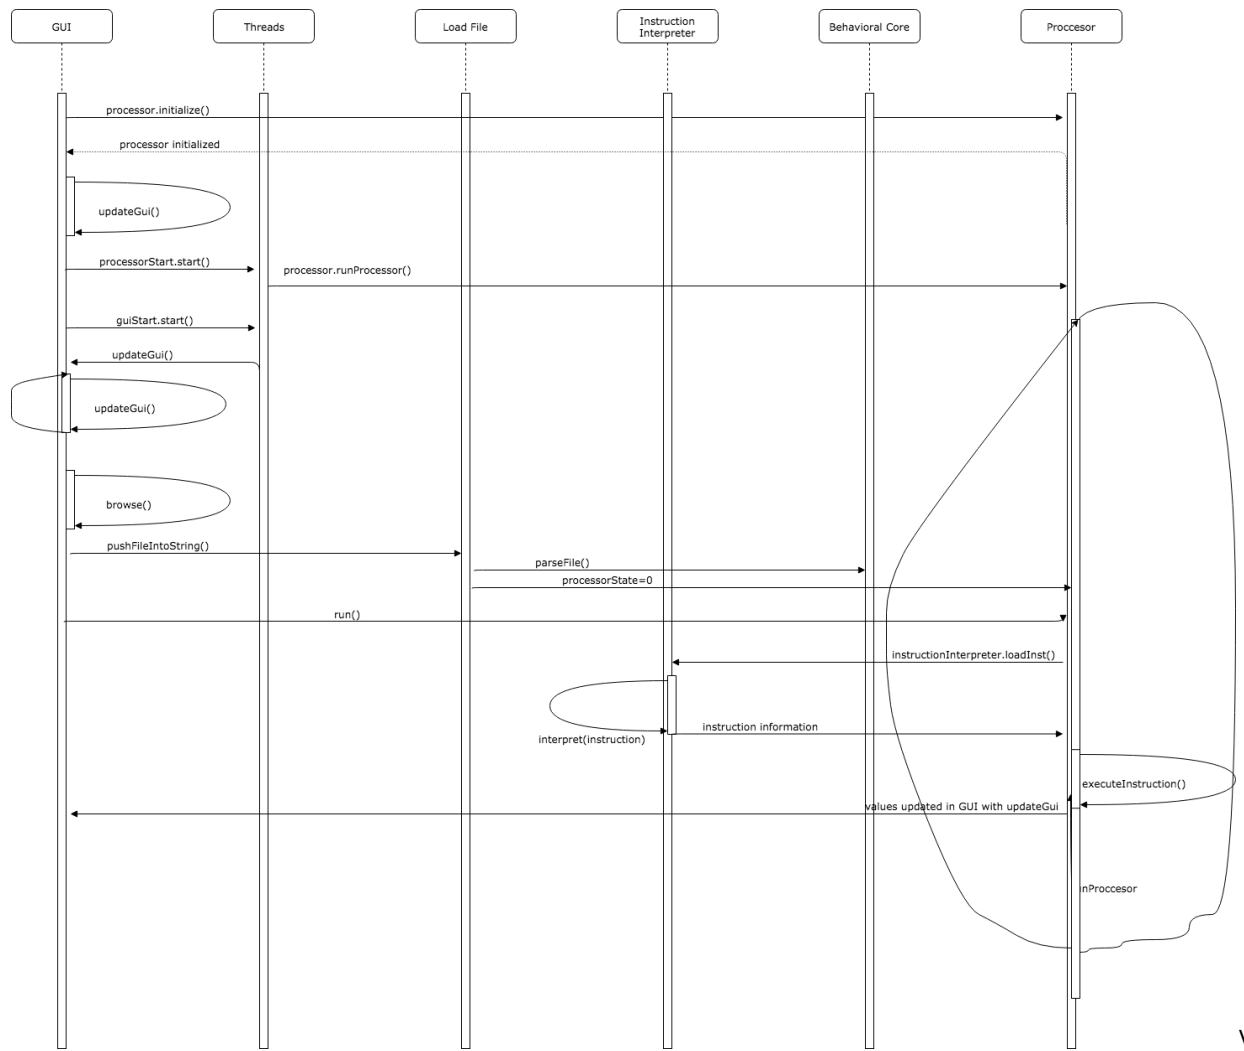 GUI
Threads
Load File
Instruction
Interpreter
Behavioral Core
Proccesor
processor.initialize()
processor initialized
updateGui()
processorStart.start()
processor.runProcessor()
guiStart.start()
updateGui()
updateGui()
browse()
pushFileIntoString()
parseFile()
processorState=0
run()
instructionInterpreter.loadInst()
instruction information
interpret(instruction)
executeInstruction()
values updated in GUI with updateGui
nProccesor